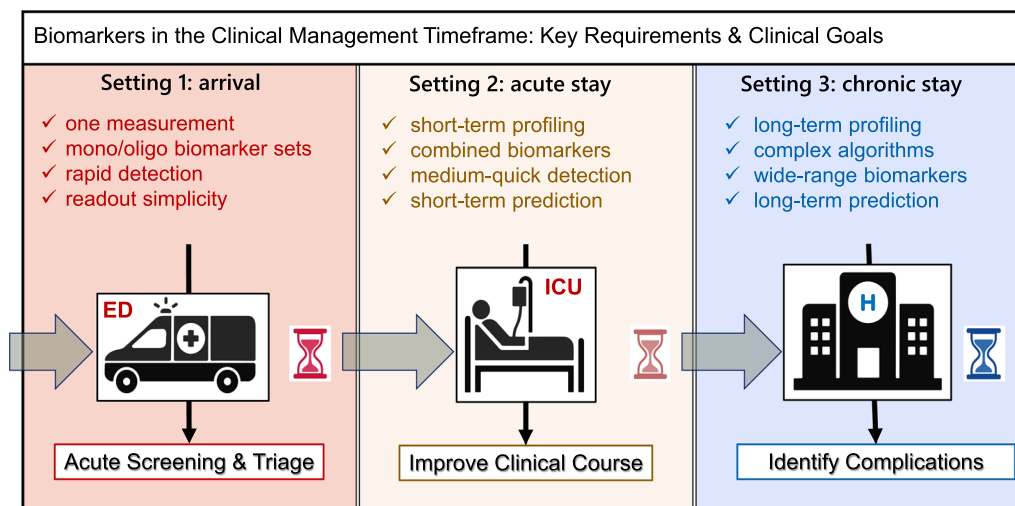 Biomarkers in the Clinical Management Timeframe: Key Requirements & Clinical Goals
Setting 1: arrival
✓ one measurement
✓ mono/oligo biomarker sets
✓ rapid detection
✓ readout simplicity
ED
Acute Screening & Triage
Setting 2: acute stay
✓ short-term profiling
✓ combined biomarkers
✓ medium-quick detection
✓ short-term prediction
ICU
Improve Clinical Course
Setting 3: chronic stay
✓ long-term profiling
✓ complex algorithms
✓ wide-range biomarkers
✓ long-term prediction
H
Identify Complications